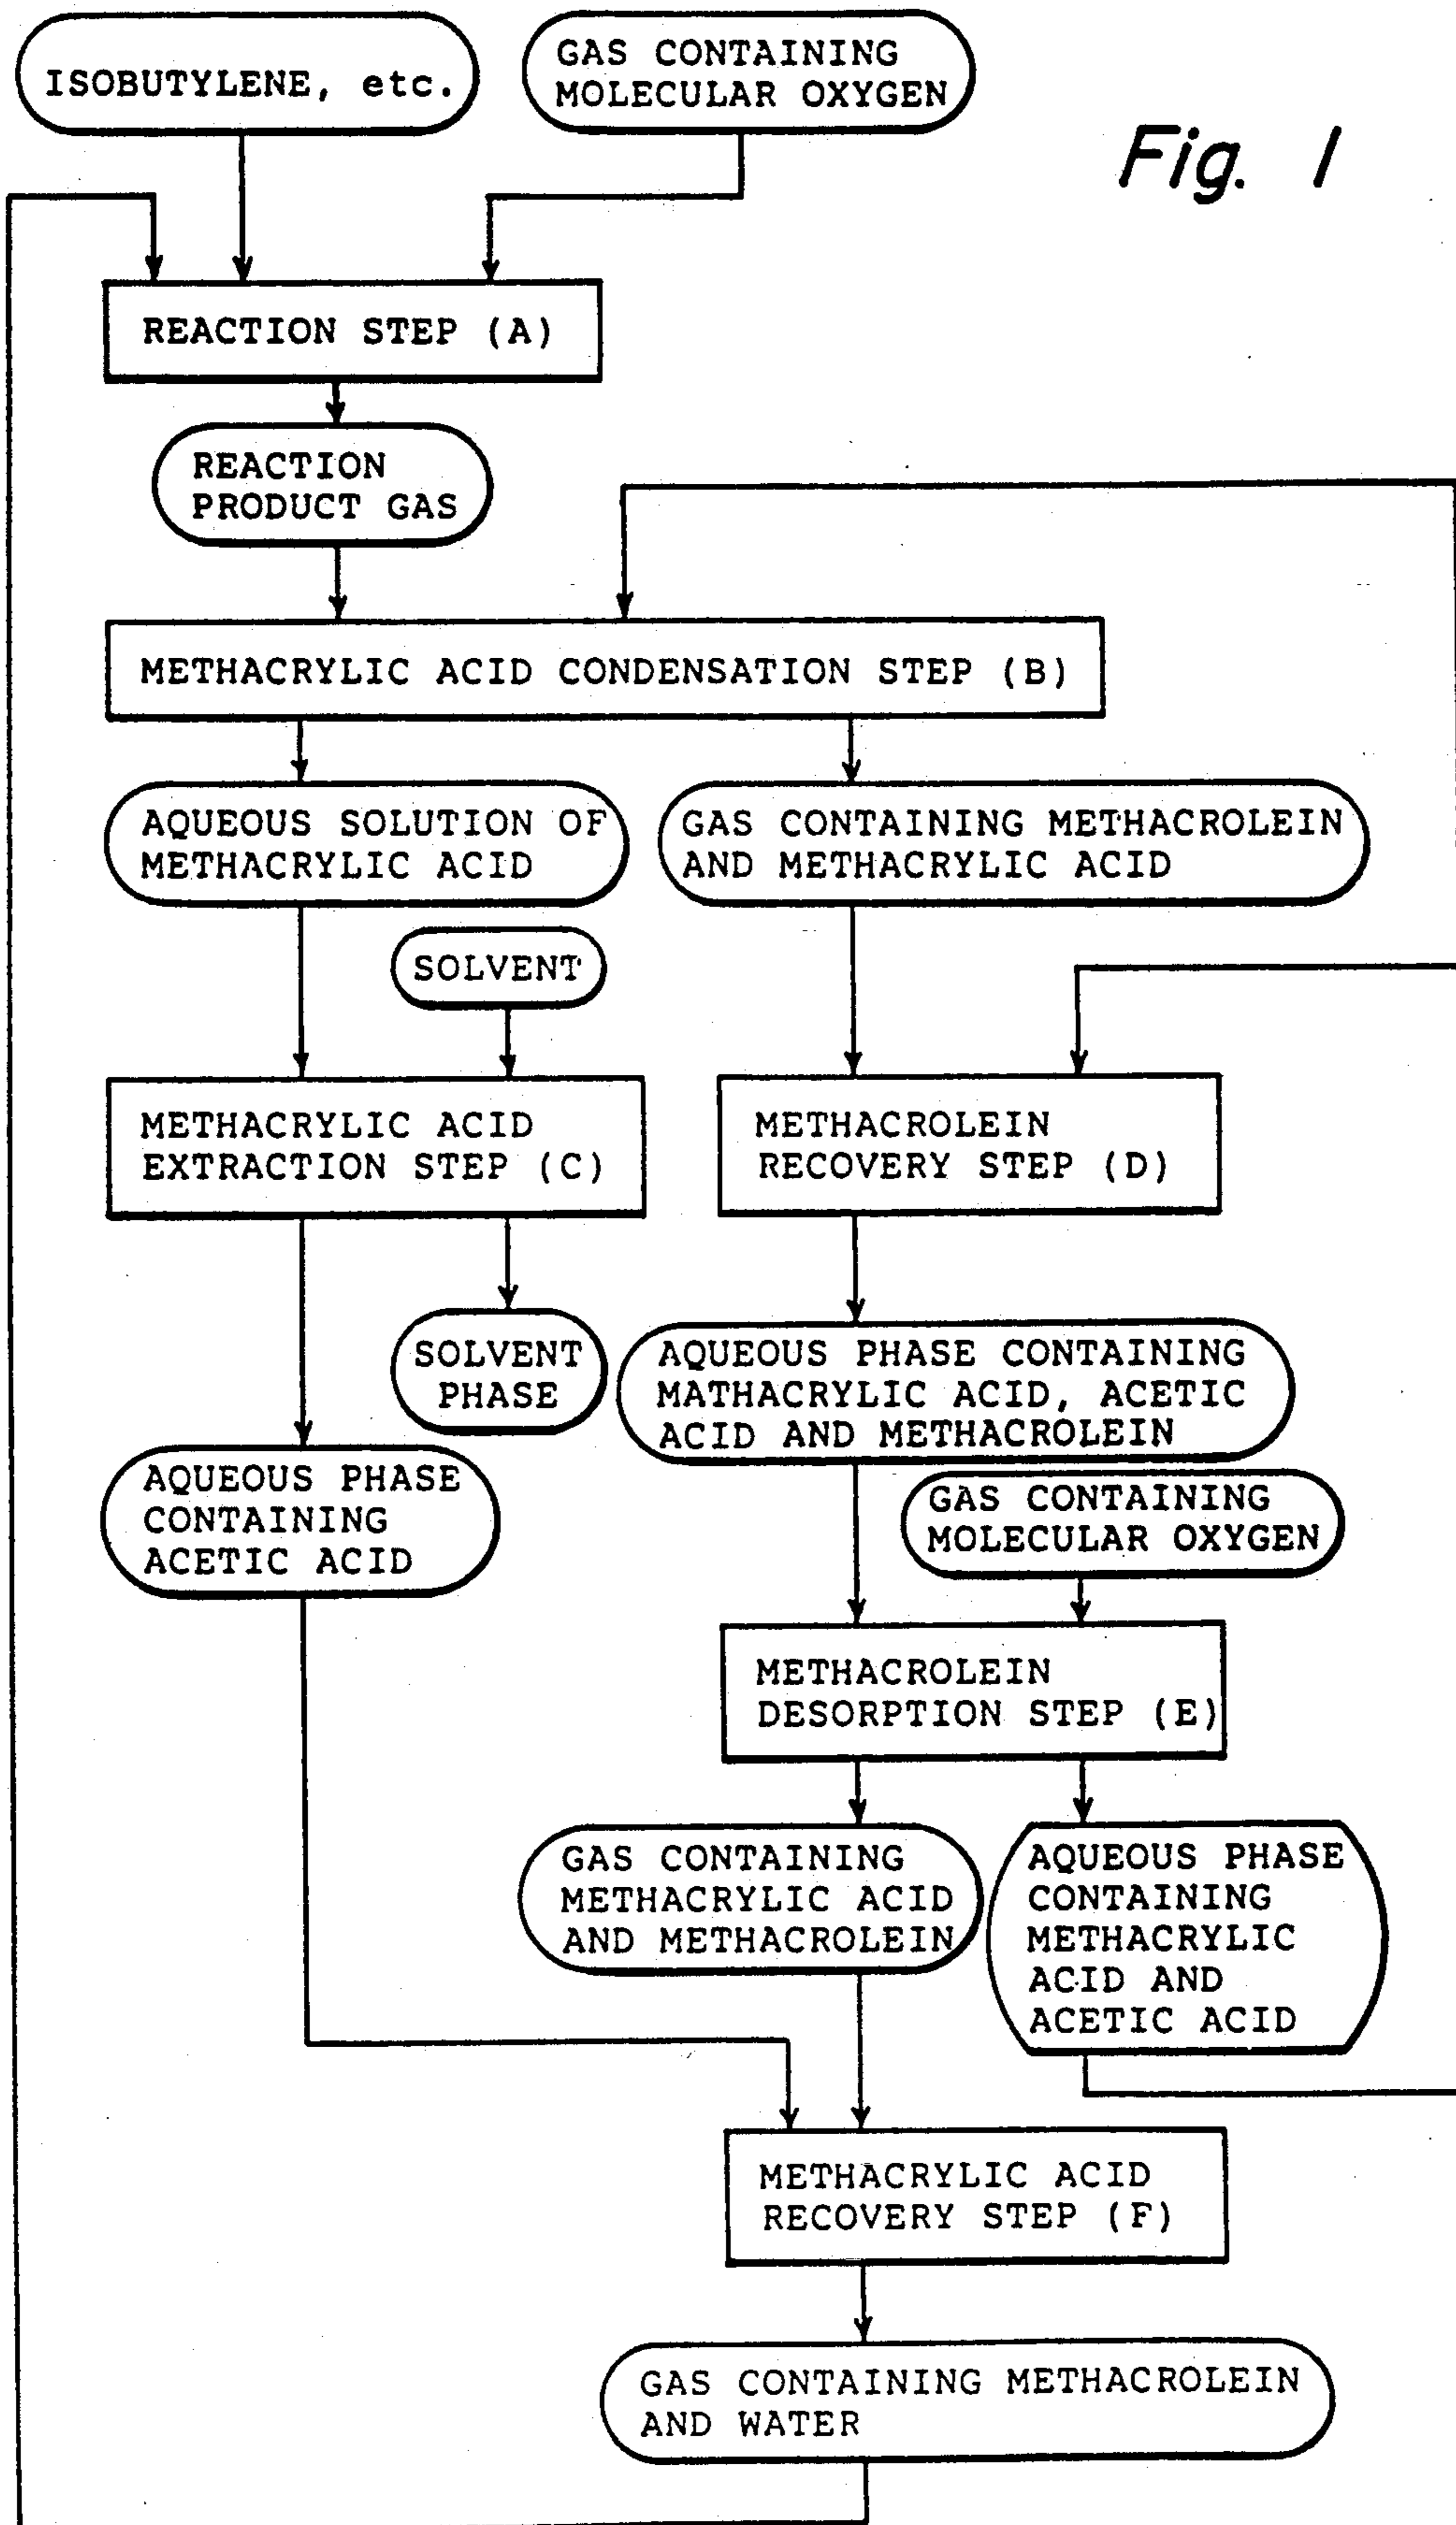 ISOBUTYLENE, etc.
GAS CONTAINING
MOLECULAR OXYGEN
Fig. 1
REACTION STEP (A)
REACTION
PRODUCT GAS
METHACRYLIC ACID CONDENSATION STEP (B)
AQUEOUS SOLUTION OF
METHACRYLIC ACID
GAS CONTAINING METHACROLEIN
AND METHACRYLIC ACID
SOLVENT
METHACRYLIC ACID
EXTRACTION STEP (C)
METHACROLEIN
RECOVERY STEP (D)
SOLVENT
PHASE
AQUEOUS PHASE CONTAINING
MATHACRYLIC ACID, ACETIC
ACID AND METHACROLEIN
AQUEOUS PHASE
CONTAINING
ACETIC ACID
GAS CONTAINING
MOLECULAR OXYGEN
METHACROLEIN
DESORPTION STEP (E)
GAS CONTAINING
METHACRYLIC ACID
AND METHACROLEIN
AQUEOUS PHASE
CONTAINING
METHACRYLIC
ACID AND
ACETIC ACID
METHACRYLIC ACID
RECOVERY STEP (F)
GAS CONTAINING METHACROLEIN
AND WATER